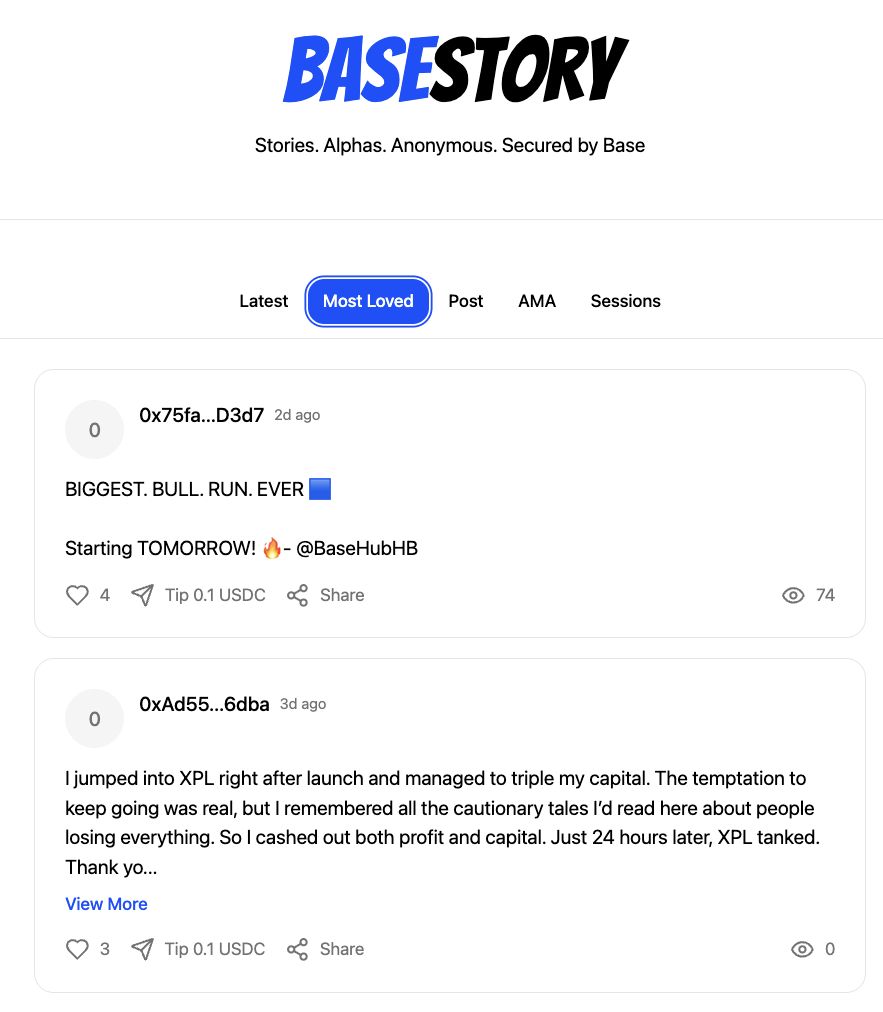 BASESTORY
Stories. Alphas. Anonymous. Secured by Base
Latest Most Loved Post AMA Sessions
0 0x75fa...D3d7 2d ago
BIGGEST. BULL. RUN. EVER 🟦
Starting TOMORROW! 🔥- @BaseHubHB
4 Tip 0.1 USDC Share 74
0 0xAd55...6dba 3d ago
I jumped into XPL right after launch and managed to triple my capital. The temptation to
keep going was real, but I remembered all the cautionary tales I’d read here about people
losing everything. So I cashed out both profit and capital. Just 24 hours later, XPL tanked.
Thank yo...
View More
3 Tip 0.1 USDC Share 0